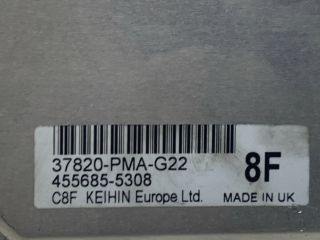 37820-PMA-G22
8F
455685-5308
C8F KEIHIN Europe Ltd. MADE IN UK